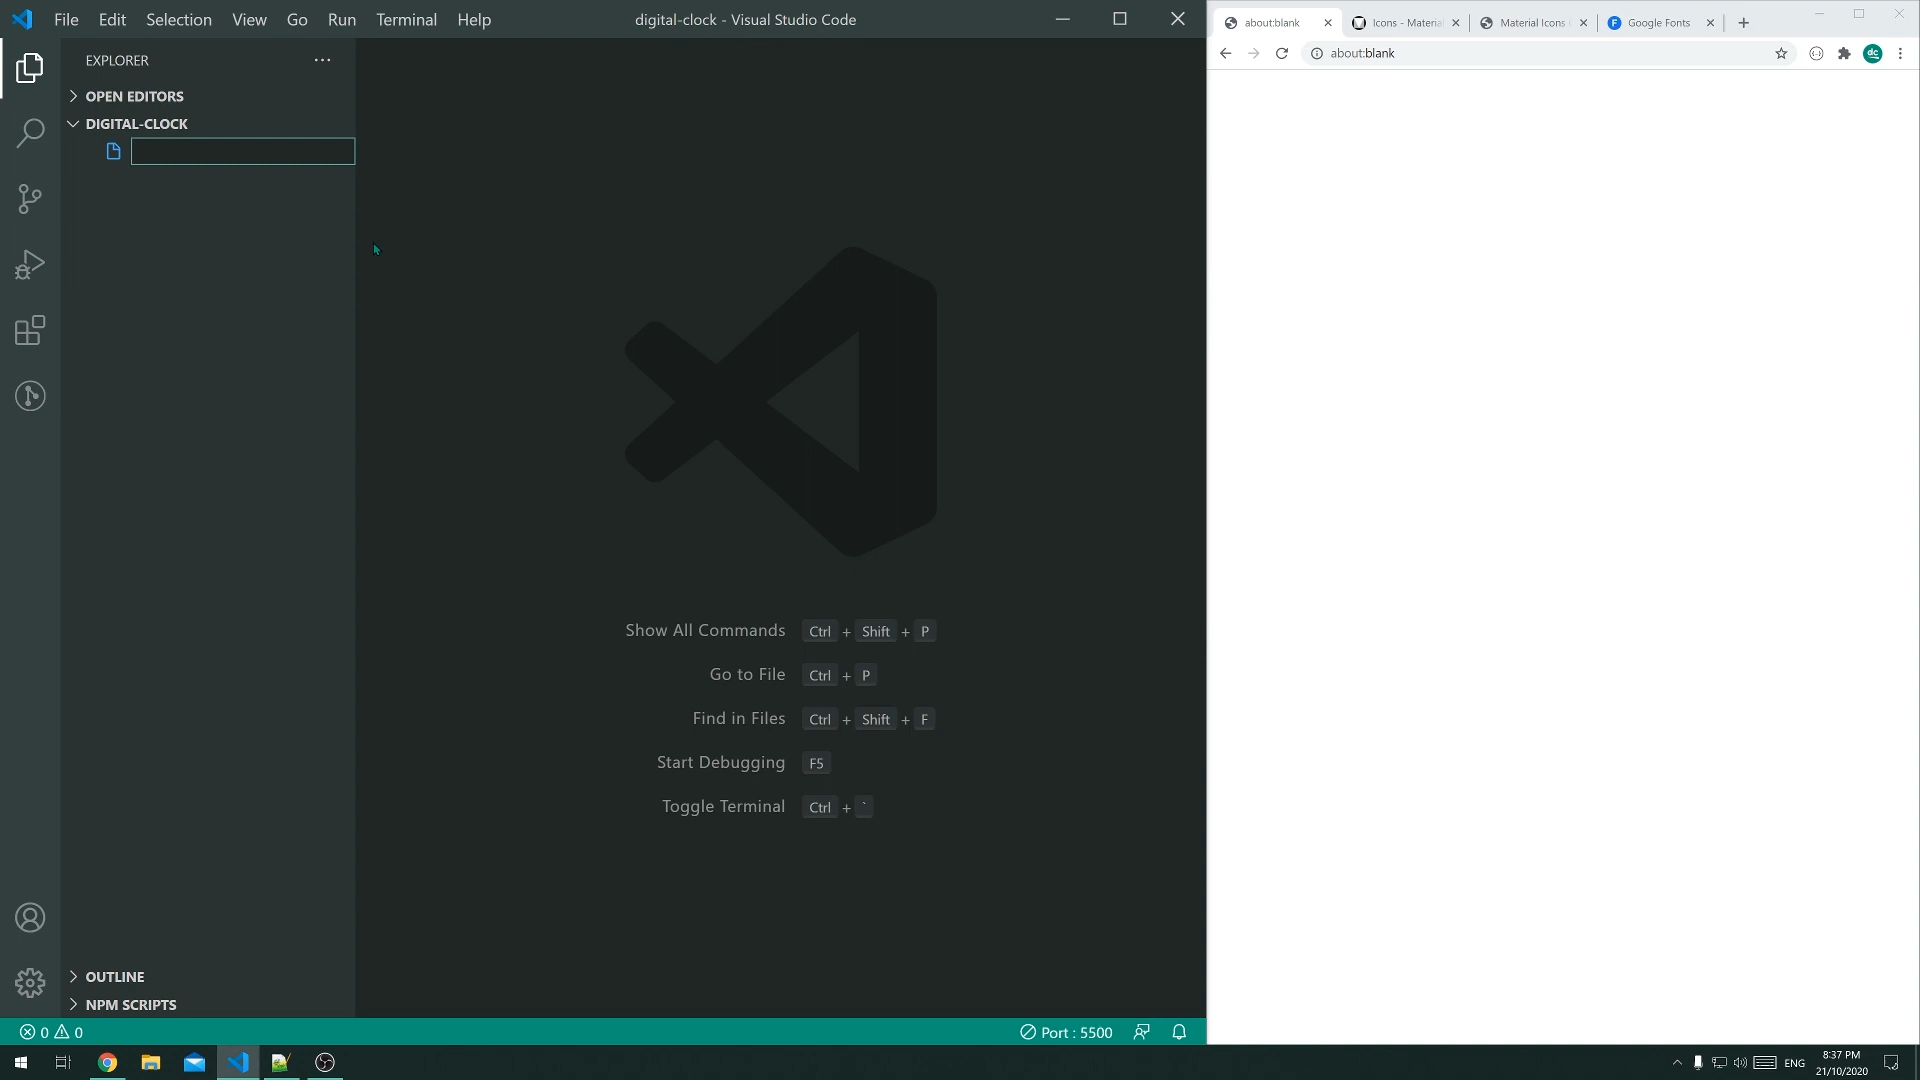 File Edit Selection View Go Run Terminal Help
digital-clock - Visual Studio Code
EXPLORER
OPEN EDITORS
DIGITAL-CLOCK
Show All Commands Ctrl + Shift + P
Go to File Ctrl + P
Find in Files Ctrl + Shift + F
Start Debugging F5
Toggle Terminal Ctrl + `
OUTLINE
NPM SCRIPTS
0 0
Port : 5500
about:blank
Icons - Material
Material Icons
F Google Fonts
about:blank
dc
ENG
8:37 PM
21/10/2020